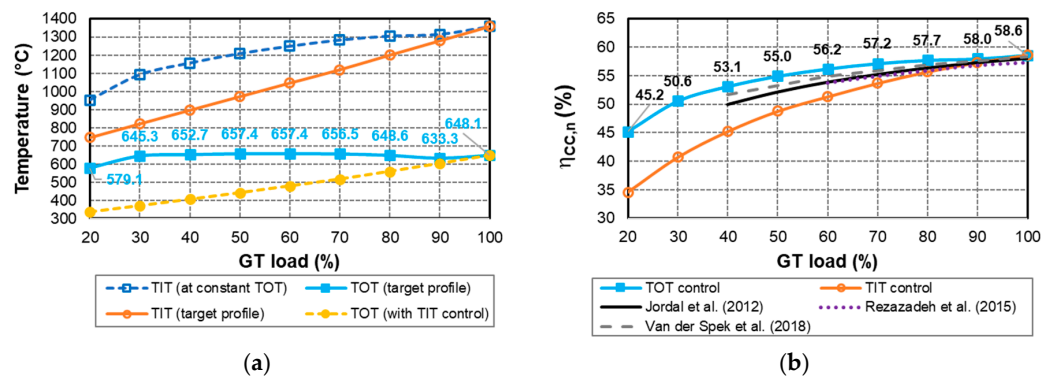 Temperature (°C)
1400
1300
1200
1100
1000
900
800
700
600
500
400
300
645.3 652.7 657.4 657.4 656.5 648.6 633.3 648.1
579.1
20 30 40 50 60 70 80 90 100
GT load (%)
TIT (at constant TOT) TOT (target profile)
TIT (target profile) TOT (with TIT control)
(a)
ηcc,n (%)
65
60
55
50
45
40
35
30
45.2 50.6 53.1 55.0 56.2 57.2 57.7 58.0 58.6
20 30 40 50 60 70 80 90 100
GT load (%)
TOT control TIT control
Jordal et al. (2012) Rezazadeh et al. (2015)
Van der Spek et al. (2018)
(b)